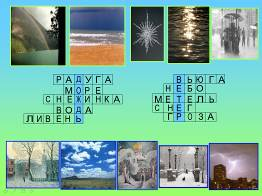 РАДУГА
МОРЕ
СНЕЖИНКА
ВОДА
ЛИВЕНЬ
ВЬЮГА
НЕБО
МЕТЕЛЬ
СНЕГ
ГРОЗА